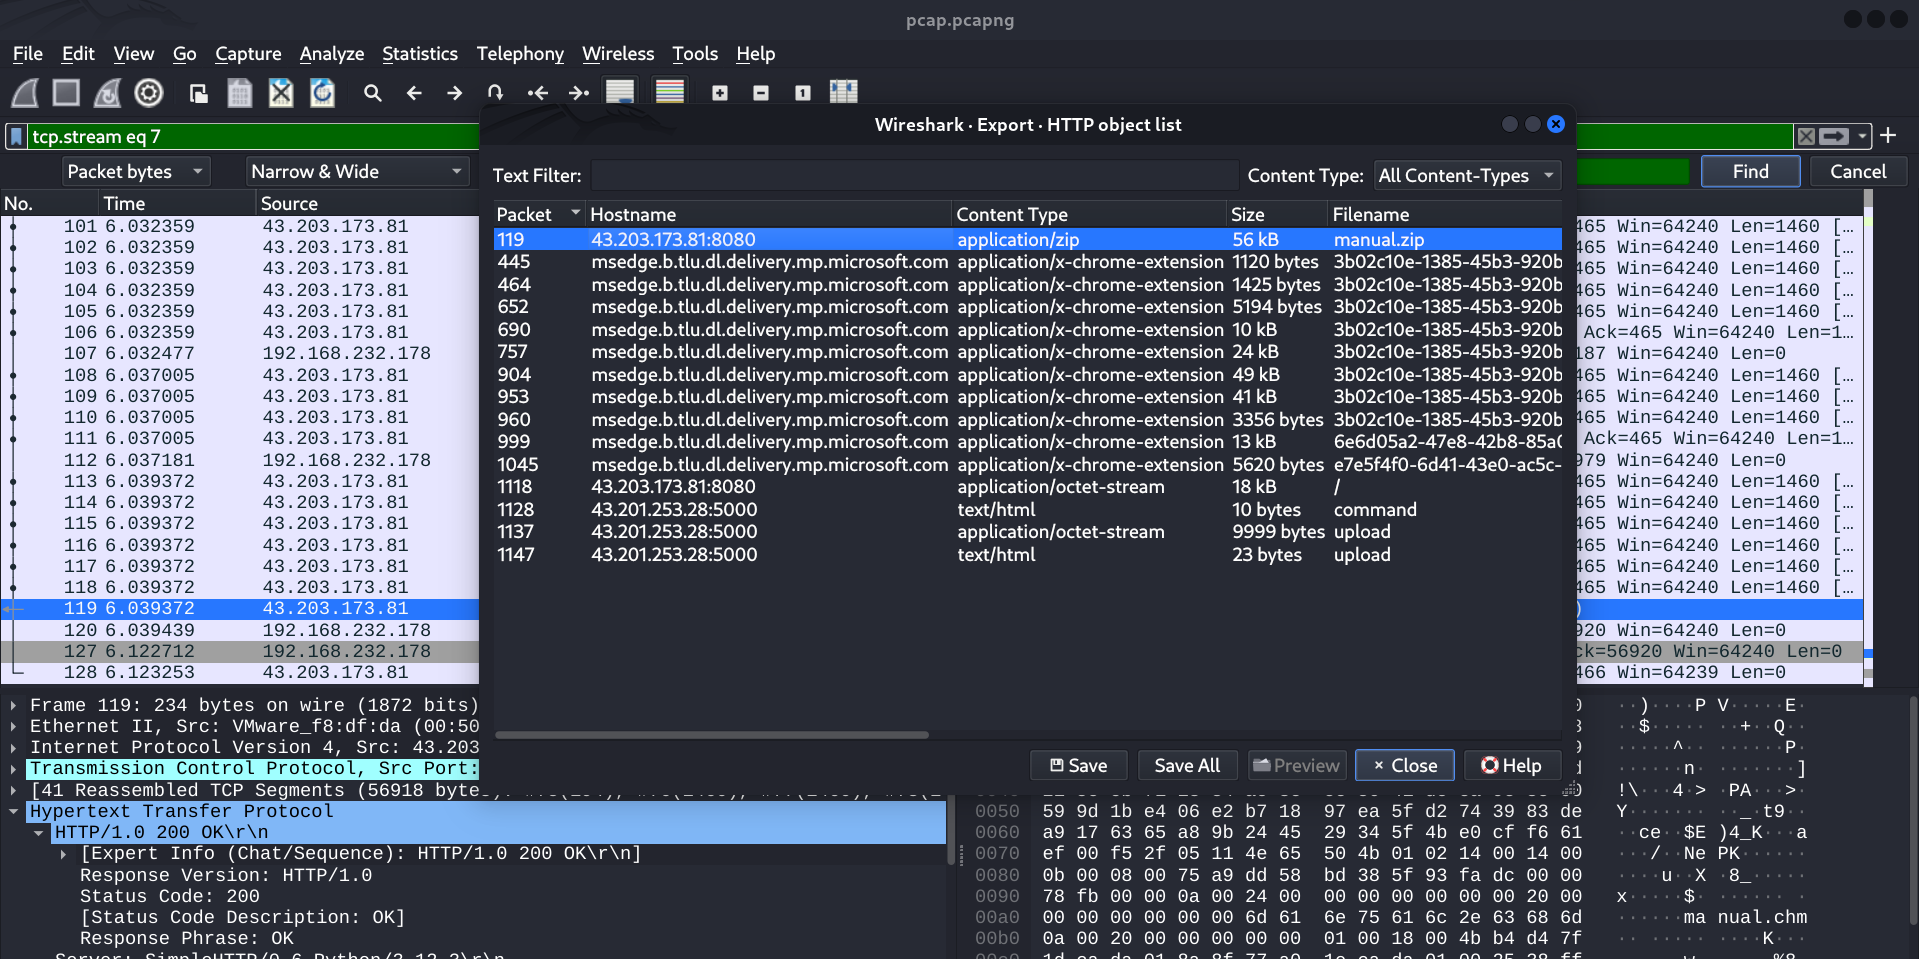 pcap.pcapng
File Edit View Go Capture Analyze Statistics Telephony Wireless Tools Help
tcp.stream eq 7
Packet bytes Narrow & Wide Find Cancel
No. Time Source
101 6.032359 43.203.173.81 465 Win=64240 Len=1460 […
102 6.032359 43.203.173.81 465 Win=64240 Len=1460 […
103 6.032359 43.203.173.81 465 Win=64240 Len=1460 […
104 6.032359 43.203.173.81 465 Win=64240 Len=1460 […
105 6.032359 43.203.173.81 465 Win=64240 Len=1460 […
106 6.032359 43.203.173.81 Ack=465 Win=64240 Len=1…
107 6.032477 192.168.232.178 187 Win=64240 Len=0
108 6.037005 43.203.173.81 465 Win=64240 Len=1460 […
109 6.037005 43.203.173.81 465 Win=64240 Len=1460 […
110 6.037005 43.203.173.81 465 Win=64240 Len=1460 […
111 6.037005 43.203.173.81 Ack=465 Win=64240 Len=1…
112 6.037181 192.168.232.178 979 Win=64240 Len=0
113 6.039372 43.203.173.81 465 Win=64240 Len=1460 […
114 6.039372 43.203.173.81 465 Win=64240 Len=1460 […
115 6.039372 43.203.173.81 465 Win=64240 Len=1460 […
116 6.039372 43.203.173.81 465 Win=64240 Len=1460 […
117 6.039372 43.203.173.81 465 Win=64240 Len=1460 […
118 6.039372 43.203.173.81 465 Win=64240 Len=1460 […
119 6.039372 43.203.173.81 )
120 6.039439 192.168.232.178 920 Win=64240 Len=0
127 6.122712 192.168.232.178 ck=56920 Win=64240 Len=0
128 6.123253 43.203.173.81 466 Win=64239 Len=0
Wireshark · Export · HTTP object list
Text Filter: Content Type: All Content-Types
Packet Hostname Content Type Size Filename
119 43.203.173.81:8080 application/zip 56 kB manual.zip
445 msedge.b.tlu.dl.delivery.mp.microsoft.com application/x-chrome-extension 1120 bytes 3b02c10e-1385-45b3-920b
464 msedge.b.tlu.dl.delivery.mp.microsoft.com application/x-chrome-extension 1425 bytes 3b02c10e-1385-45b3-920b
652 msedge.b.tlu.dl.delivery.mp.microsoft.com application/x-chrome-extension 5194 bytes 3b02c10e-1385-45b3-920b
690 msedge.b.tlu.dl.delivery.mp.microsoft.com application/x-chrome-extension 10 kB 3b02c10e-1385-45b3-920b
757 msedge.b.tlu.dl.delivery.mp.microsoft.com application/x-chrome-extension 24 kB 3b02c10e-1385-45b3-920b
904 msedge.b.tlu.dl.delivery.mp.microsoft.com application/x-chrome-extension 49 kB 3b02c10e-1385-45b3-920b
953 msedge.b.tlu.dl.delivery.mp.microsoft.com application/x-chrome-extension 41 kB 3b02c10e-1385-45b3-920b
960 msedge.b.tlu.dl.delivery.mp.microsoft.com application/x-chrome-extension 3356 bytes 3b02c10e-1385-45b3-920b
999 msedge.b.tlu.dl.delivery.mp.microsoft.com application/x-chrome-extension 13 kB 6e6d05a2-47e8-42b8-85a0
1045 msedge.b.tlu.dl.delivery.mp.microsoft.com application/x-chrome-extension 5620 bytes e7e5f4f0-6d41-43e0-ac5c-
1118 43.203.173.81:8080 application/octet-stream 18 kB /
1128 43.201.253.28:5000 text/html 10 bytes command
1137 43.201.253.28:5000 application/octet-stream 9999 bytes upload
1147 43.201.253.28:5000 text/html 23 bytes upload
Save Save All Preview Close Help
Frame 119: 234 bytes on wire (1872 bits)
Ethernet II, Src: VMware_f8:df:da (00:50
Internet Protocol Version 4, Src: 43.203
Transmission Control Protocol, Src Port:
[41 Reassembled TCP Segments (56918 bytes
Hypertext Transfer Protocol
HTTP/1.0 200 OK\r\n
[Expert Info (Chat/Sequence): HTTP/1.0 200 OK\r\n]
Response Version: HTTP/1.0
Status Code: 200
[Status Code Description: OK]
Response Phrase: OK
Server: SimpleHTTP/0.6 Python/3.12.3\r\n
··)····P V·····E·
··$····· ···+··Q··
·····^·· ······P·
······n· ·······]
!\··4·> ·PA···>
0050 59 9d 1b e4 06 e2 b7 18 97 ea 5f d2 74 39 83 de Y······· ··_·t9··
0060 a9 17 63 65 a8 9b 24 45 29 34 5f 4b e0 cf f6 61 ··ce··$E )4_K···a
0070 ef 00 f5 2f 05 11 4e 65 50 4b 01 02 14 00 14 00 ···/··Ne PK······
0080 0b 00 08 00 75 a9 dd 58 bd 38 5f 93 fa dc 00 00 ····u··X ·8_·····
0090 78 fb 00 00 0a 00 24 00 00 00 00 00 00 00 20 00 x·····$· ······ ·
00a0 00 00 00 00 00 00 6d 61 6e 75 61 6c 2e 63 68 6d ······ma nual.chm
00b0 0a 00 20 00 00 00 00 00 01 00 18 00 4b b4 d4 7f ·· ····· ····K···